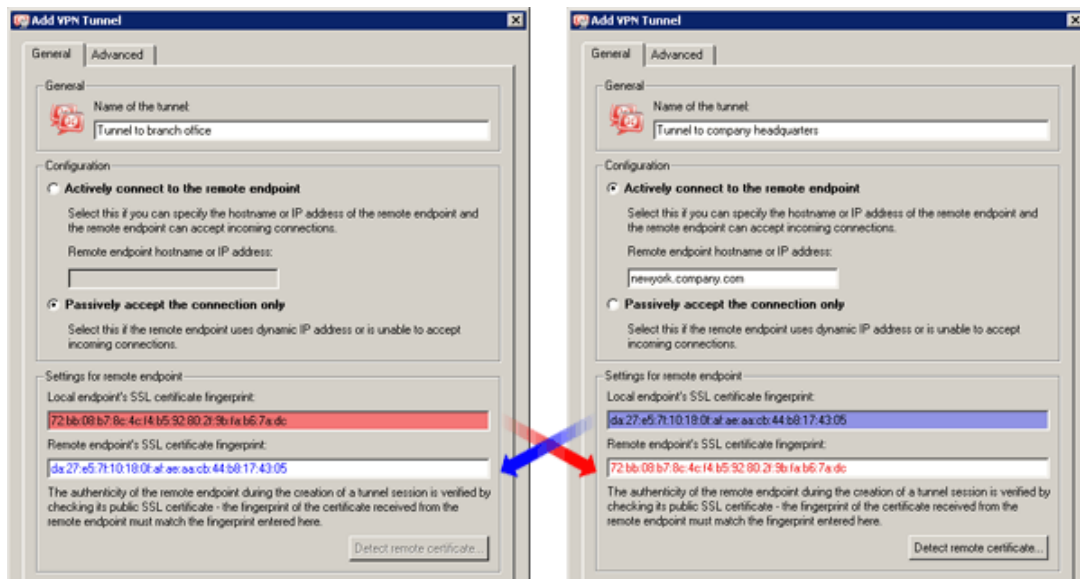 Add VPN Tunnel
General
Advanced
General
Name of the tunnel:
Tunnel to branch office
Configuration
Actively connect to the remote endpoint
Select this if you can specify the hostname or IP address of the remote endpoint and
the remote endpoint can accept incoming connections.
Remote endpoint hostname or IP address:
Passively accept the connection only
Select this if the remote endpoint uses dynamic IP address or is unable to accept
incoming connections.
Settings for remote endpoint
Local endpoint's SSL certificate fingerprint:
72:bb:08:b7:8c:4c:f4:b5:92:80:2f:9b:fa:b6:7a:dc
Remote endpoint's SSL certificate fingerprint:
da:27:e5:7f:10:18:0f:af:ae:aa:cb:44:b8:17:43:05
The authenticity of the remote endpoint during the creation of a tunnel session is verified by
checking its public SSL certificate - the fingerprint of the certificate received from the
remote endpoint must match the fingerprint entered here.
Detect remote certificate...
Add VPN Tunnel
General
Advanced
General
Name of the tunnel:
Tunnel to company headquarters
Configuration
Actively connect to the remote endpoint
Select this if you can specify the hostname or IP address of the remote endpoint and
the remote endpoint can accept incoming connections.
Remote endpoint hostname or IP address:
newyork.company.com
Passively accept the connection only
Select this if the remote endpoint uses dynamic IP address or is unable to accept
incoming connections.
Settings for remote endpoint
Local endpoint's SSL certificate fingerprint:
da:27:e5:7f:10:18:0f:af:ae:aa:cb:44:b8:17:43:05
Remote endpoint's SSL certificate fingerprint:
72:bb:08:b7:8c:4c:f4:b5:92:80:2f:9b:fa:b6:7a:dc
The authenticity of the remote endpoint during the creation of a tunnel session is verified by
checking its public SSL certificate - the fingerprint of the certificate received from the
remote endpoint must match the fingerprint entered here.
Detect remote certificate...